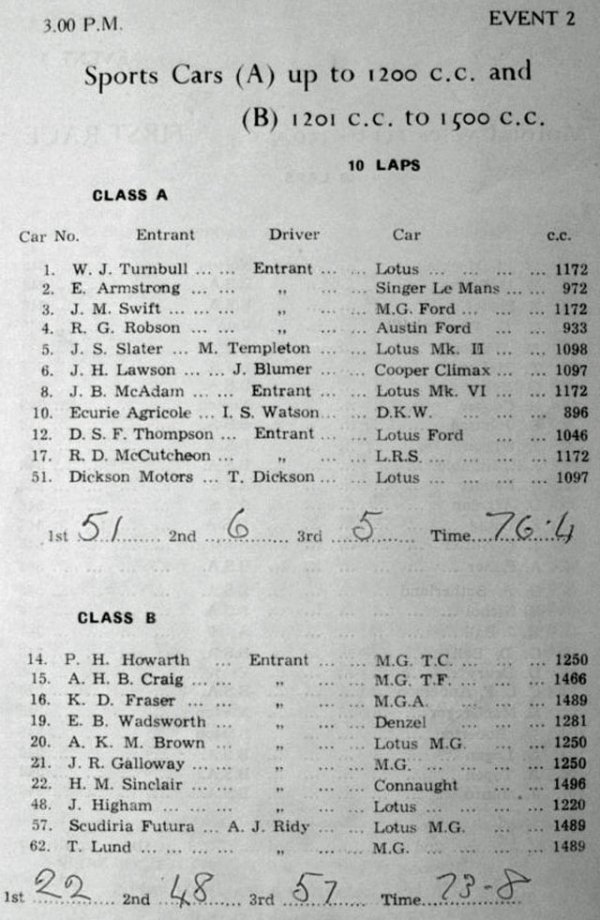 3.00 P.M. EVENT 2
Sports Cars (A) up to 1200 c.c. and
(B) 1201 c.c. to 1500 c.c.
10 LAPS
CLASS A
Car No. Entrant Driver Car c.c.
1. W. J. Turnbull ... ... Entrant ... ... Lotus ... ... ... ... 1172
2. E. Armstrong ... ... ,, ... ... Singer Le Mans ... ... 972
3. J. M. Swift ... ... ... ,, ... ... M.G. Ford ... ... ... 1172
4. R. G. Robson ... ... ,, ... ... Austin Ford ... ... 933
5. J. S. Slater ... M. Templeton ... ... Lotus Mk. II ... ... 1098
6. J. H. Lawson ... ... J. Blumer ... ... Cooper Climax ... ... 1097
8. J. B. McAdam ... ... Entrant ... ... Lotus Mk. VI ... ... 1172
10. Ecurie Agricole ... I. S. Watson ... ... D.K.W. ... ... ... 896
12. D. S. F. Thompson ... Entrant ... ... Lotus Ford ... ... 1046
17. R. D. McCutcheon ... ,, ... ... L.R.S. ... ... ... ... 1172
51. Dickson Motors ... T. Dickson ... ... Lotus ... ... ... ... 1097
1st 51 2nd 6 3rd 5 Time 76.4
CLASS B
14. P. H. Howarth ... Entrant ... ... M.G. T.C. ... ... ... 1250
15. A. H. B. Craig ... ... ,, ... ... M.G. T.F. ... ... ... 1466
16. K. D. Fraser ... ... ,, ... ... M.G.A. ... ... ... 1489
19. E. B. Wadsworth ... ,, ... ... Denzel ... ... ... 1281
20. A. K. M. Brown ... ,, ... ... Lotus M.G. ... ... 1250
21. J. R. Galloway ... ... ,, ... ... M.G. ... ... ... ... 1250
22. H. M. Sinclair ... ... ,, ... ... Connaught ... ... 1496
48. J. Higham ... ... ... ,, ... ... Lotus ... ... ... ... 1220
57. Scudiria Futura ... A. J. Ridy ... ... Lotus M.G. ... ... 1489
62. T. Lund ... ... ... ... ,, ... ... M.G. ... ... ... ... 1489
1st 22 2nd 48 3rd 57 Time 73-8